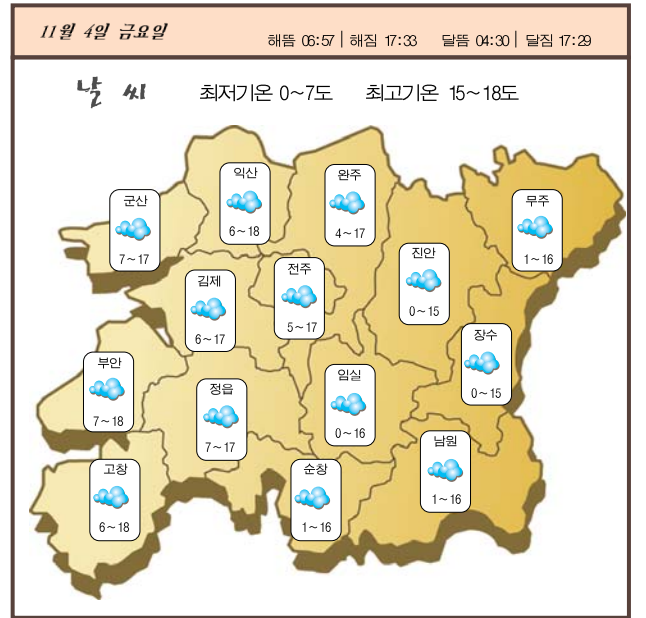 11월 4일 금요일
해뜸 06:57 | 해짐 17:33 달뜸 04:30 | 달짐 17:29
날 씨 최저기온 0~7도 최고기온 15~18도
익산
6~18
완주
4~17
군산
7~17
무주
1~16
진안
0~15
전주
5~17
김제
6~17
장수
0~15
부안
7~18
임실
0~16
정읍
7~17
남원
1~16
고창
6~18
순창
1~16